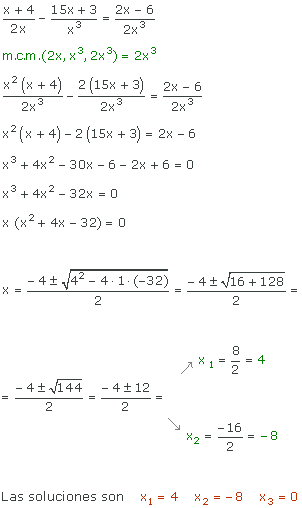 (x + 4)/(2x) − (15x + 3)/(x³) = (2x − 6)/(2x³)
m.c.m.(2x, x³, 2x³) = 2x³
(x²(x + 4))/(2x³) − (2(15x + 3))/(2x³) = (2x − 6)/(2x³)
x²(x + 4) − 2(15x + 3) = 2x − 6
x³ + 4x² − 30x − 6 − 2x + 6 = 0
x³ + 4x² − 32x = 0
x (x² + 4x − 32) = 0
x = (−4 ± √(4² − 4 · 1 · (−32)))/2 = (−4 ± √(16 + 128))/2 =
= (−4 ± √144)/2 = (−4 ± 12)/2 =
x₁ = 8/2 = 4
x₂ = −16/2 = −8
Las soluciones son x₁ = 4 x₂ = −8 x₃ = 0